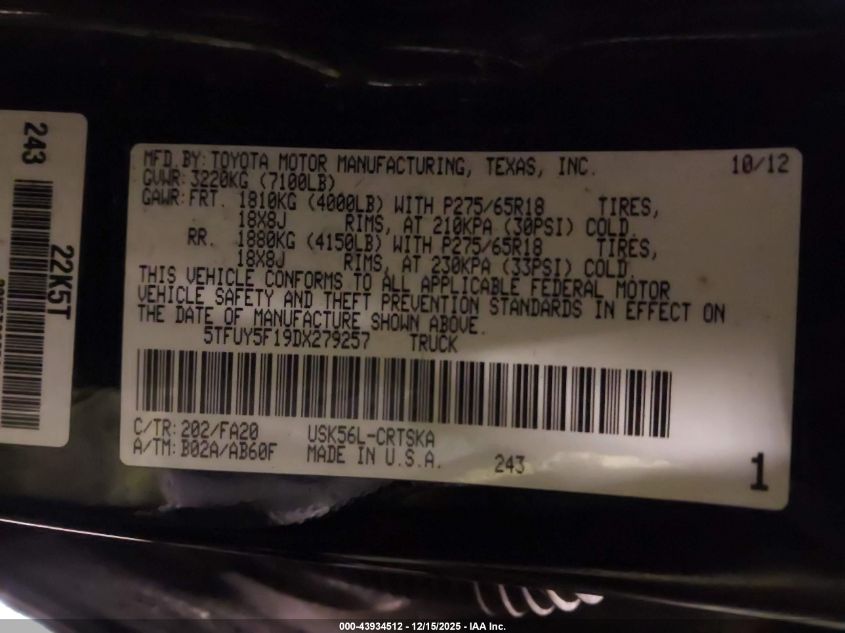 243
22K5T
MFD.BY: TOYOTA MOTOR MANUFACTURING, TEXAS, INC. 10/12
GVWR: 3220KG (7100LB)
GAWR: FRT. 1810KG (4000LB) WITH P275/65R18 TIRES,
18X8J RIMS, AT 210KPA (30PSI) COLD.
RR. 1880KG (4150LB) WITH P275/65R18 TIRES,
18X8J RIMS, AT 230KPA (33PSI) COLD.
THIS VEHICLE CONFORMS TO ALL APPLICABLE FEDERAL MOTOR
VEHICLE SAFETY AND THEFT PREVENTION STANDARDS IN EFFECT ON
THE DATE OF MANUFACTURE SHOWN ABOVE.
5TFUY5F19DX279257 TRUCK
C/TR: 202/FA20 USK56L-CRTSKA
A/TM: B02A/AB60F MADE IN U.S.A. 243 1
000-43934512 - 12/15/2025 - IAA Inc.